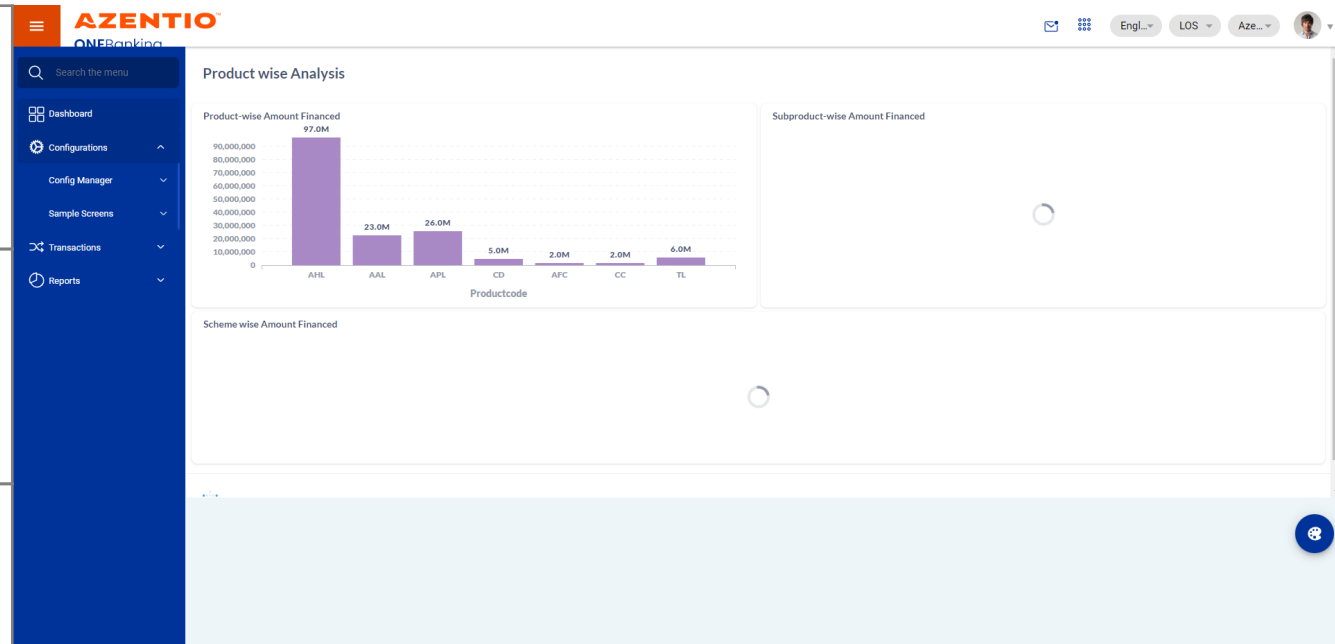 AZENTIO™
ONEBanking
Engl...
LOS
Aze...
Search the menu
Dashboard
Configurations
Config Manager
Sample Screens
Transactions
Reports
Product wise Analysis
Product-wise Amount Financed
97.0M
90,000,000
80,000,000
70,000,000
60,000,000
50,000,000
40,000,000
30,000,000
20,000,000
10,000,000
0
23.0M
26.0M
5.0M
2.0M
2.0M
6.0M
AHL AAL APL CD AFC CC TL
Productcode
Subproduct-wise Amount Financed
Scheme wise Amount Financed